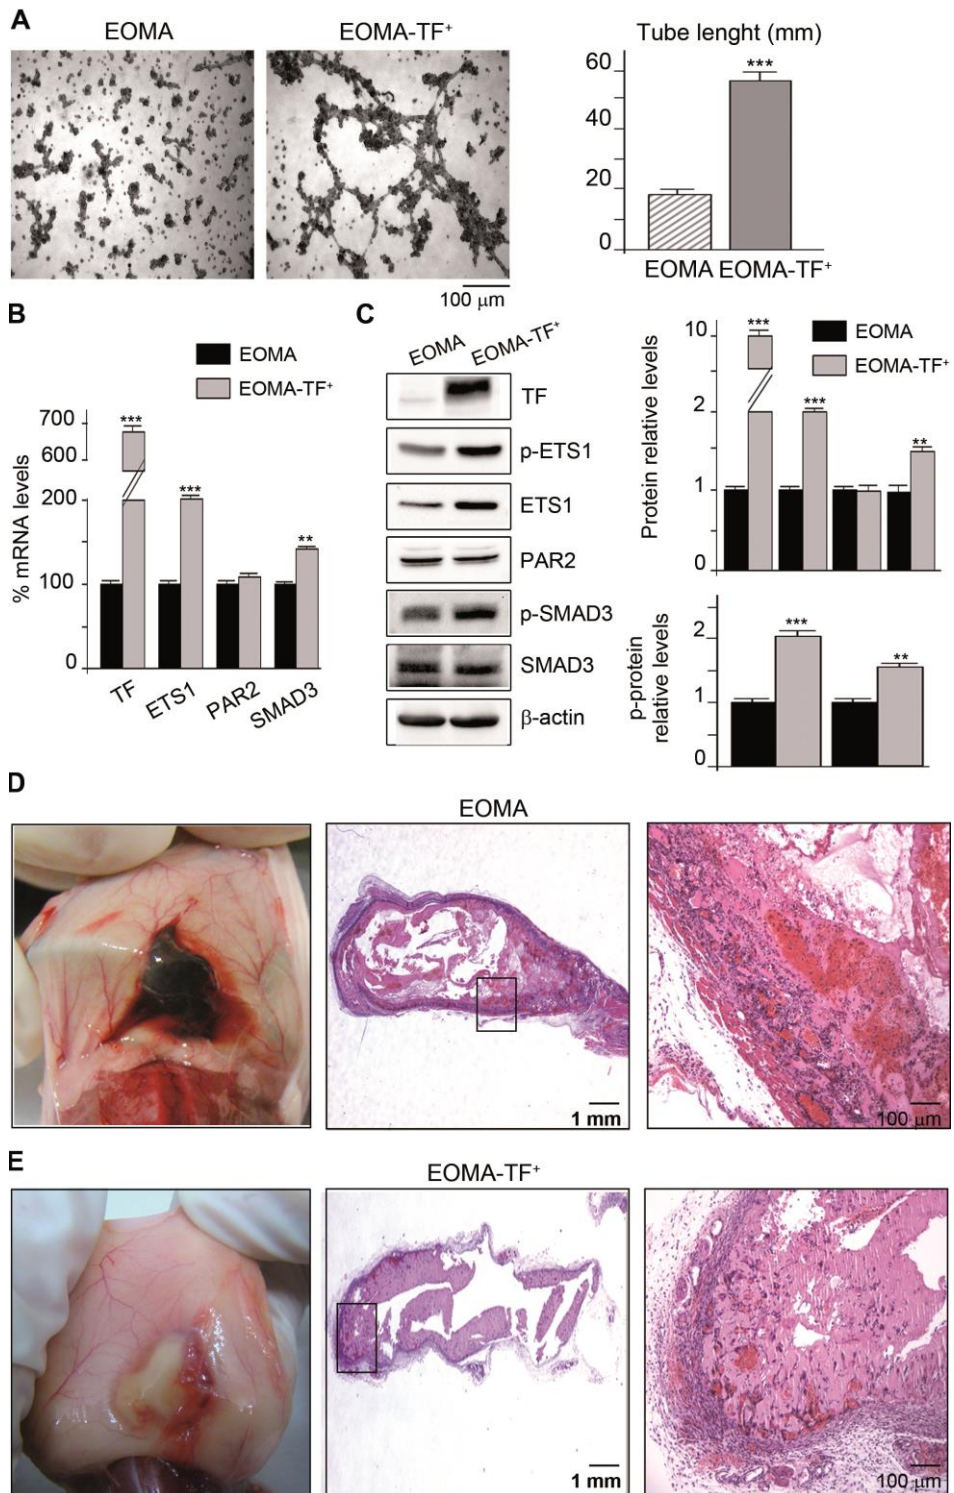 A
EOMA
EOMA-TF⁺
100 µm
Tube lenght (mm)
60
40
20
0
***
EOMA EOMA-TF⁺
B
EOMA
EOMA-TF⁺
% mRNA levels
700
600
200
100
0
***
***
**
TF
ETS1
PAR2
SMAD3
C
EOMA
EOMA-TF⁺
TF
p-ETS1
ETS1
PAR2
p-SMAD3
SMAD3
β-actin
Protein relative levels
10
2
1
0
***
***
**
EOMA
EOMA-TF⁺
p-protein
relative levels
2
1
0
***
**
D
EOMA
1 mm
100 µm
E
EOMA-TF⁺
1 mm
100 µm